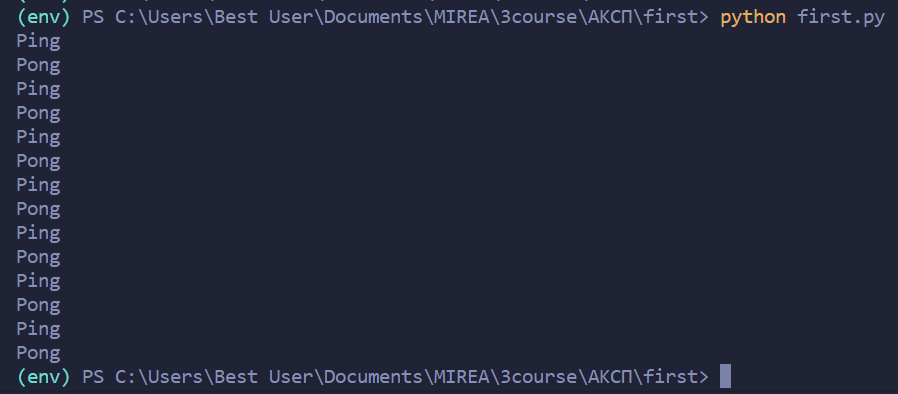 (env) PS C:\Users\Best User\Documents\MIREA\3course\АКСП\first> python first.py
Ping
Pong
Ping
Pong
Ping
Pong
Ping
Pong
Ping
Pong
Ping
Pong
Ping
Pong
(env) PS C:\Users\Best User\Documents\MIREA\3course\АКСП\first>